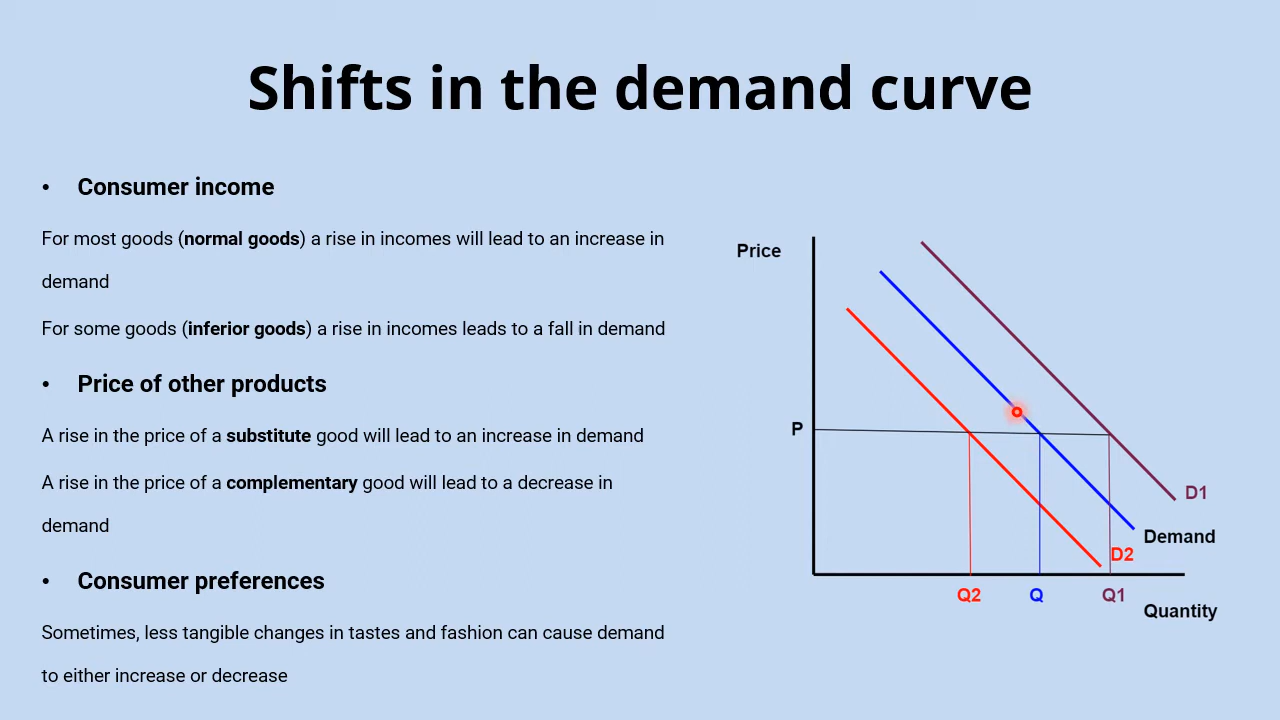 Shifts in the demand curve
• Consumer income
For most goods (normal goods) a rise in incomes will lead to an increase in
demand
For some goods (inferior goods) a rise in incomes leads to a fall in demand
• Price of other products
A rise in the price of a substitute good will lead to an increase in demand
A rise in the price of a complementary good will lead to a decrease in
demand
• Consumer preferences
Sometimes, less tangible changes in tastes and fashion can cause demand
to either increase or decrease
Price
P
D1
Demand
D2
Q2 Q Q1
Quantity